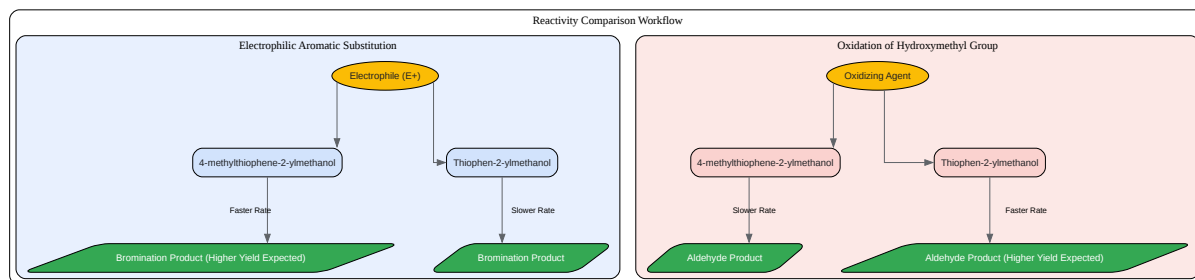 Reactivity Comparison Workflow
Electrophilic Aromatic Substitution
Electrophile (E+)
4-methylthiophene-2-ylmethanol
Thiophen-2-ylmethanol
Faster Rate
Slower Rate
Bromination Product (Higher Yield Expected)
Bromination Product
Oxidation of Hydroxymethyl Group
Oxidizing Agent
4-methylthiophene-2-ylmethanol
Thiophen-2-ylmethanol
Slower Rate
Faster Rate
Aldehyde Product
Aldehyde Product (Higher Yield Expected)